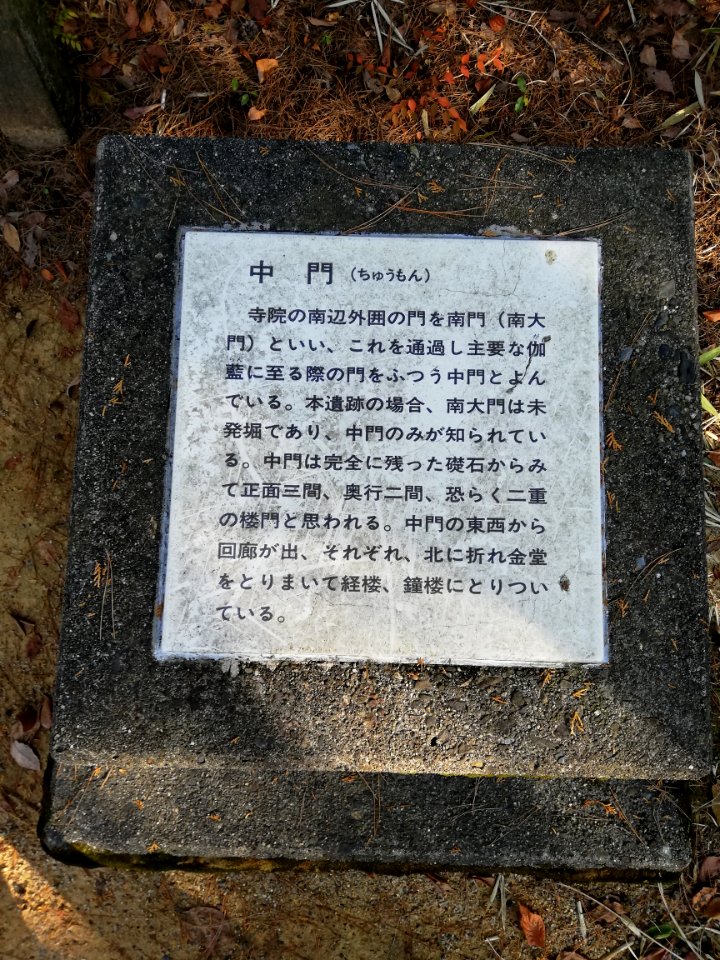 中門（ちゅうもん）
寺院の南辺外囲の門を南門（南大
門）といい、これを通過し主要な伽
藍に至る際の門をふつう中門とよん
でいる。本遺跡の場合、南大門は未
発掘であり、中門のみが知られてい
る。中門は完全に残った礎石からみ
て正面三間、奥行二間、恐らく二重
の楼門と思われる。中門の東西から
回廊が出、それぞれ、北に折れ金堂
をとりまいて経楼、鐘楼にとりつい
ている。